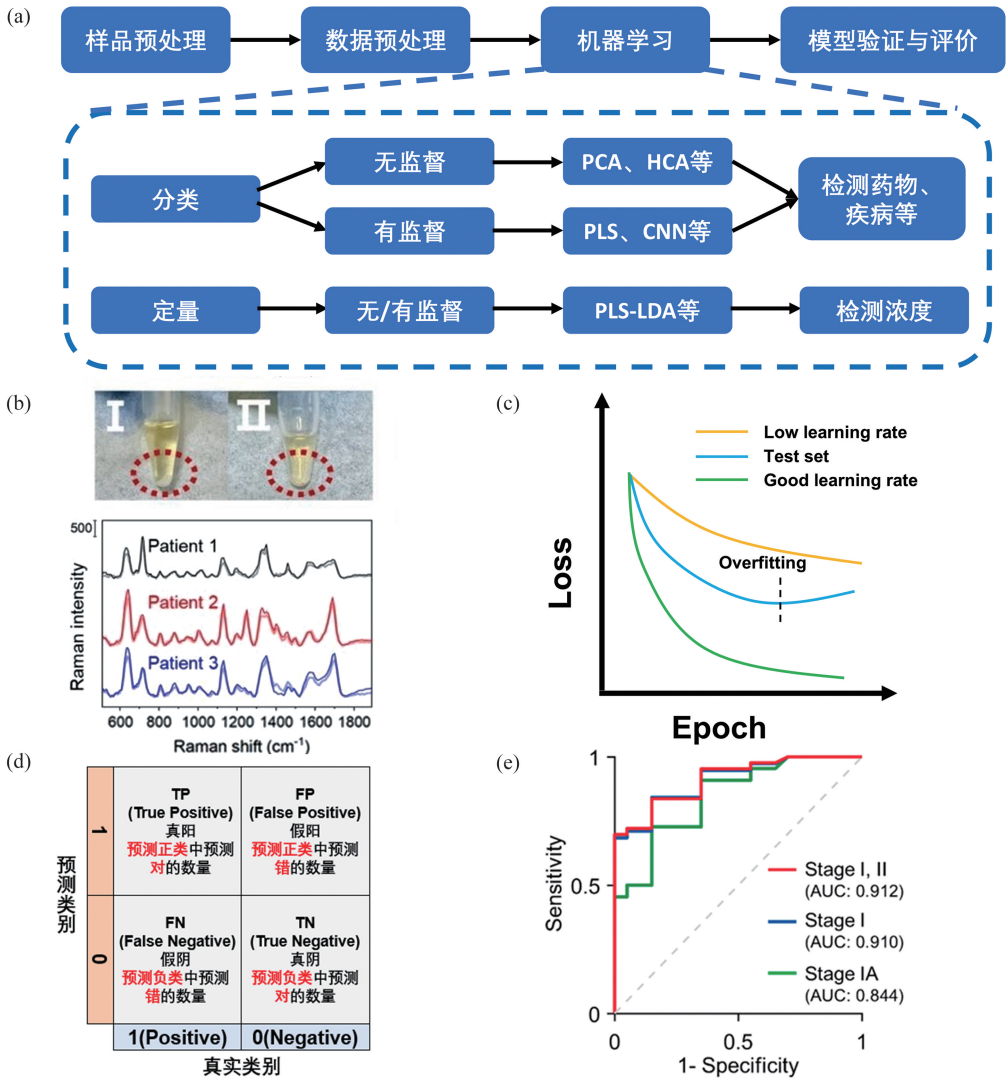 (a)
样品预处理
数据预处理
机器学习
模型验证与评价
分类
无监督
PCA、HCA等
有监督
PLS、CNN等
检测药物、
疾病等
定量
无/有监督
PLS-LDA等
检测浓度
(b)
I
II
500
Patient 1
Patient 2
Patient 3
Raman intensity
600 800 1000 1200 1400 1600 1800
Raman shift (cm⁻¹)
(c)
Low learning rate
Test set
Good learning rate
Overfitting
Loss
Epoch
(d)
预测类别
1
TP
(True Positive)
真阳
预测正类中预测
对的数量
FP
(False Positive)
假阳
预测正类中预测
错的数量
0
FN
(False Negative)
假阴
预测负类中预测
错的数量
TN
(True Negative)
真阴
预测负类中预测
对的数量
1(Positive)
0(Negative)
真实类别
(e)
1
0.5
0
Sensitivity
Stage I, II
(AUC: 0.912)
Stage I
(AUC: 0.910)
Stage IA
(AUC: 0.844)
0 0.5 1
1- Specificity